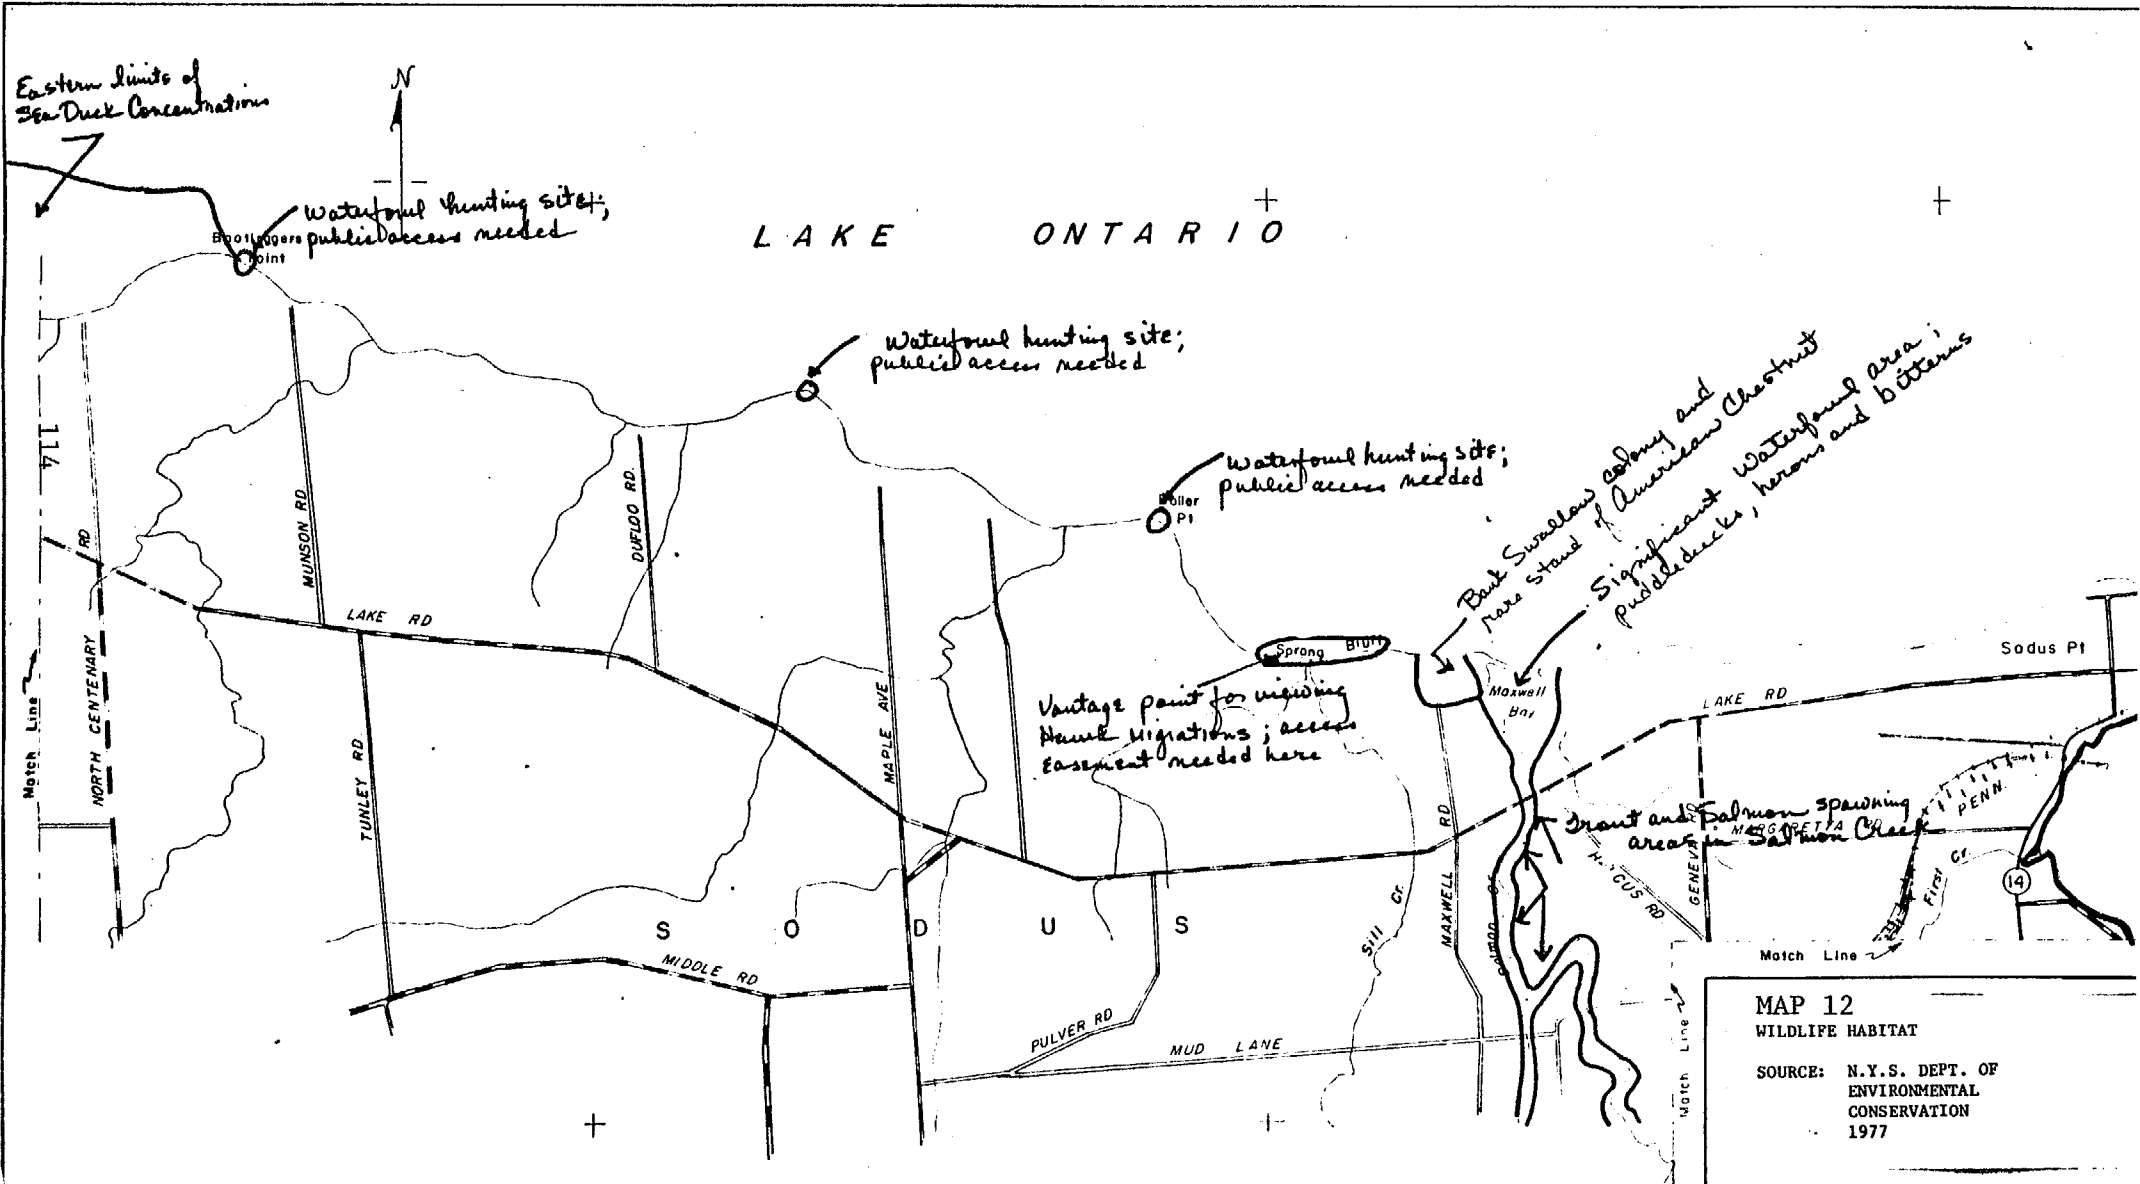 Eastern limits of
Sea Duck Concentrations
N
Waterfowl hunting site;
public access needed
Bootleggers
Point
LAKE ONTARIO
Waterfowl hunting site;
public access needed
Waterfowl hunting site;
public access needed
Boller
Pt
Bank Swallow colony and
rare stand of American Chestnut
Significant Waterfowl area;
puddleducks, herons and bitterns
114
RD
MUNSON RD
DUFLOO RD.
LAKE RD
Sprong Bluff
Maxwell
Bay
Sodus Pt
LAKE RD
Vantage point for viewing
Hawk Migrations; access
Easement needed here
Match Line
NORTH CENTENARY
TUNLEY RD
MAPLE AVE
Trout and Salmon spawning
areas in Salmon Creek
MARGARETTA RD
PENN.
GENEVA
First Cr.
14
MAXWELL RD
Sill Cr.
Salmon Cr.
SODUS
MIDDLE RD
PULVER RD
MUD LANE
Match Line
Match Line
MAP 12
WILDLIFE HABITAT
SOURCE: N.Y.S. DEPT. OF
ENVIRONMENTAL
CONSERVATION
1977